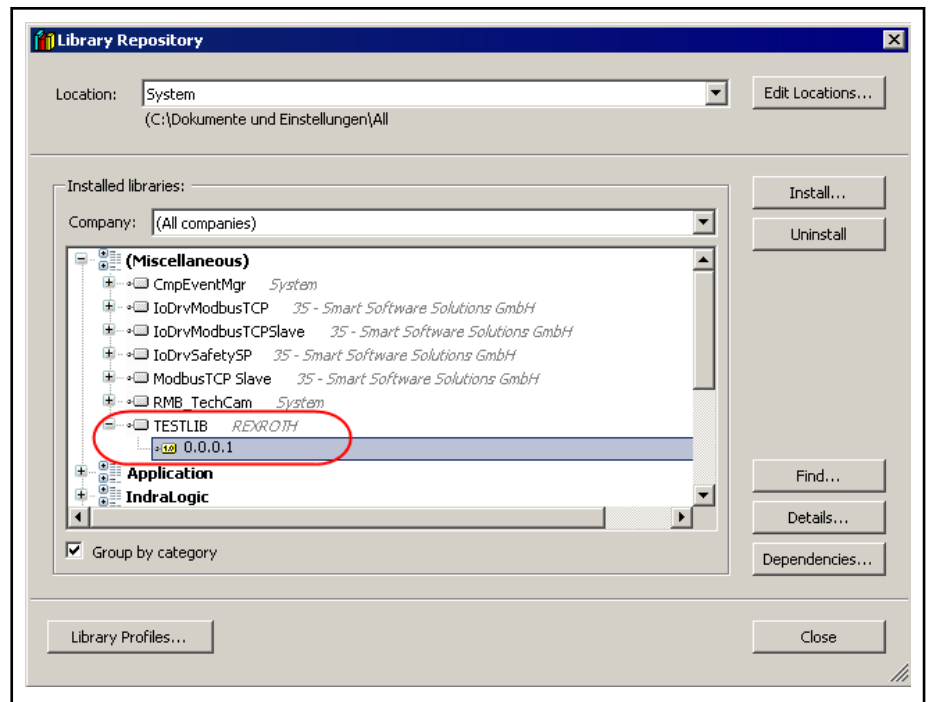 Library Repository
Location: System Edit Locations...
(C:\Dokumente und Einstellungen\All
Installed libraries:
Install...
Company: (All companies)
Uninstall
(Miscellaneous)
CmpEventMgr System
IoDrvModbusTCP 3S - Smart Software Solutions GmbH
IoDrvModbusTCPSlave 3S - Smart Software Solutions GmbH
IoDrvSafetySP 3S - Smart Software Solutions GmbH
ModbusTCP Slave 3S - Smart Software Solutions GmbH
RMB_TechCam System
TESTLIB REXROTH
1.0 0.0.0.1
Application
IndraLogic
Find...
Details...
Group by category
Dependencies...
Library Profiles... Close